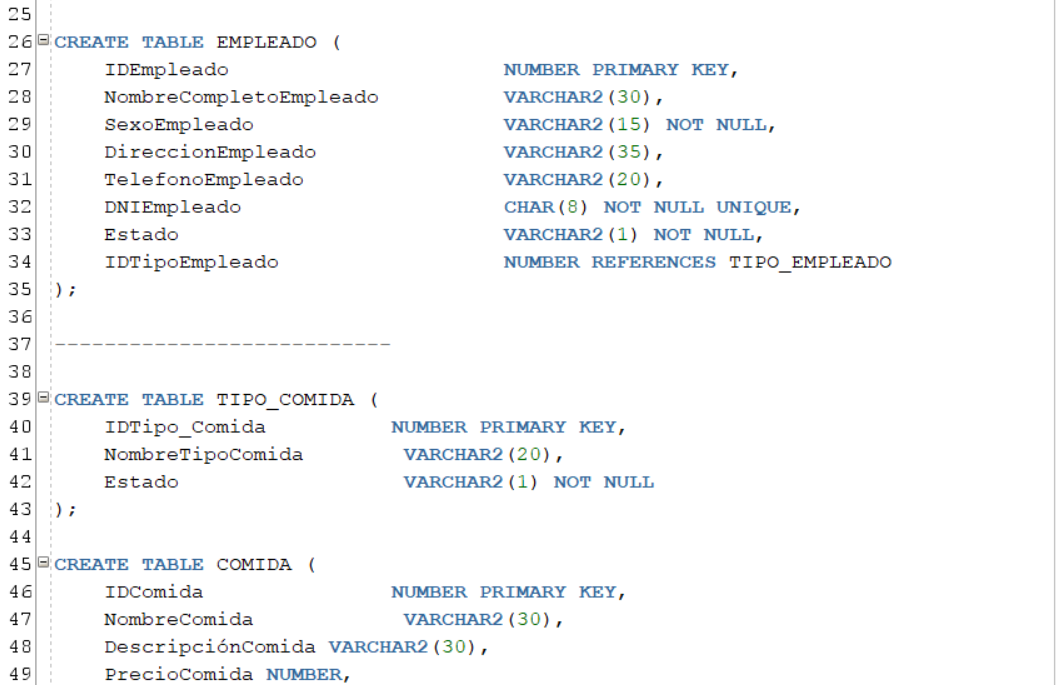 25
26 CREATE TABLE EMPLEADO (
27 IDEmpleado NUMBER PRIMARY KEY,
28 NombreCompletoEmpleado VARCHAR2(30),
29 SexoEmpleado VARCHAR2(15) NOT NULL,
30 DireccionEmpleado VARCHAR2(35),
31 TelefonoEmpleado VARCHAR2(20),
32 DNIEmpleado CHAR(8) NOT NULL UNIQUE,
33 Estado VARCHAR2(1) NOT NULL,
34 IDTipoEmpleado NUMBER REFERENCES TIPO_EMPLEADO
35 );
36
37 ---------------------------
38
39 CREATE TABLE TIPO_COMIDA (
40 IDTipo_Comida NUMBER PRIMARY KEY,
41 NombreTipoComida VARCHAR2(20),
42 Estado VARCHAR2(1) NOT NULL
43 );
44
45 CREATE TABLE COMIDA (
46 IDComida NUMBER PRIMARY KEY,
47 NombreComida VARCHAR2(30),
48 DescripciónComida VARCHAR2(30),
49 PrecioComida NUMBER,